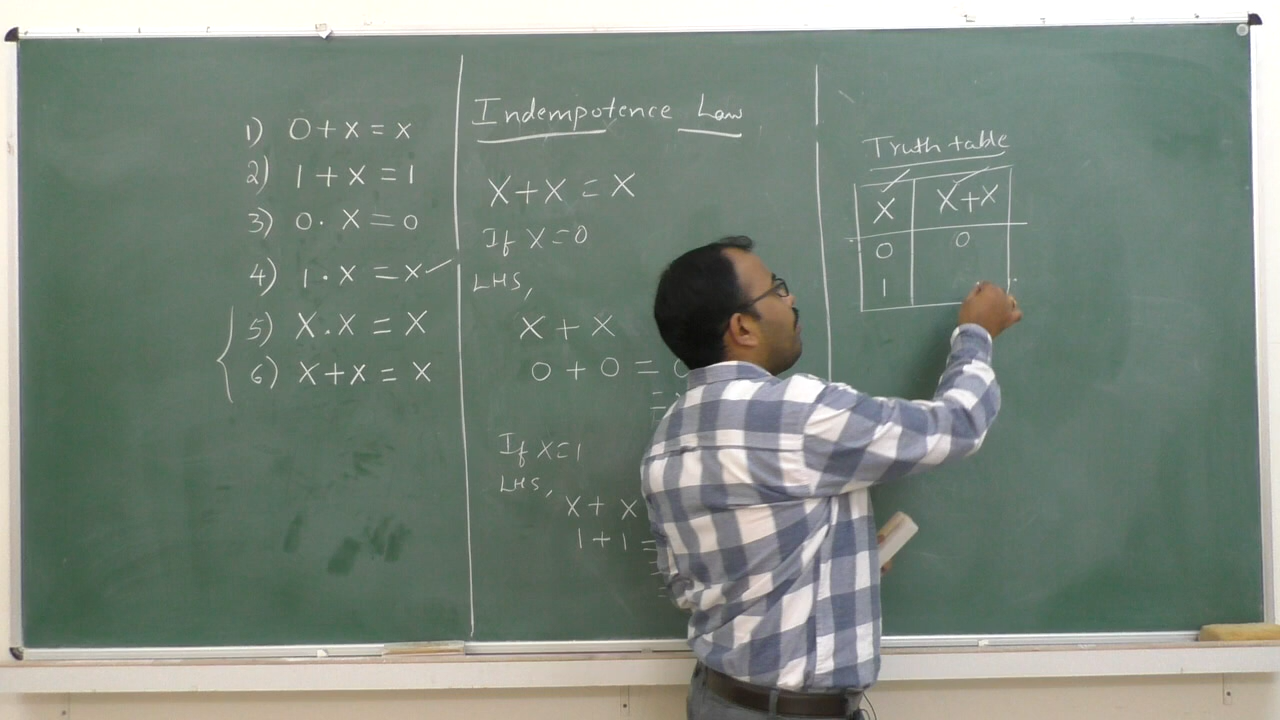 1) 0 + x = x
2) 1 + x = 1
3) 0 . x = 0
4) 1 . x = x ✓
5) X . X = X
6) X + X = X
Indempotence Law
X + X = X
If X = 0
LHS,
X + X
0 + 0 =
=
If X = 1
LHS,
X + X
1 + 1 =
=
=
Truth table
X X + X
0 0
1